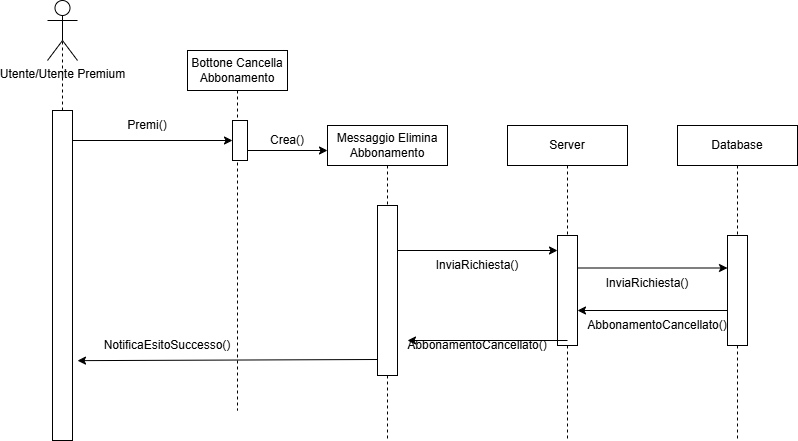 Utente/Utente Premium
Bottone Cancella
Abbonamento
Premi()
Crea()
Messaggio Elimina
Abbonamento
Server
Database
InviaRichiesta()
InviaRichiesta()
AbbonamentoCancellato()
AbbonamentoCancellato()
NotificaEsitoSuccesso()